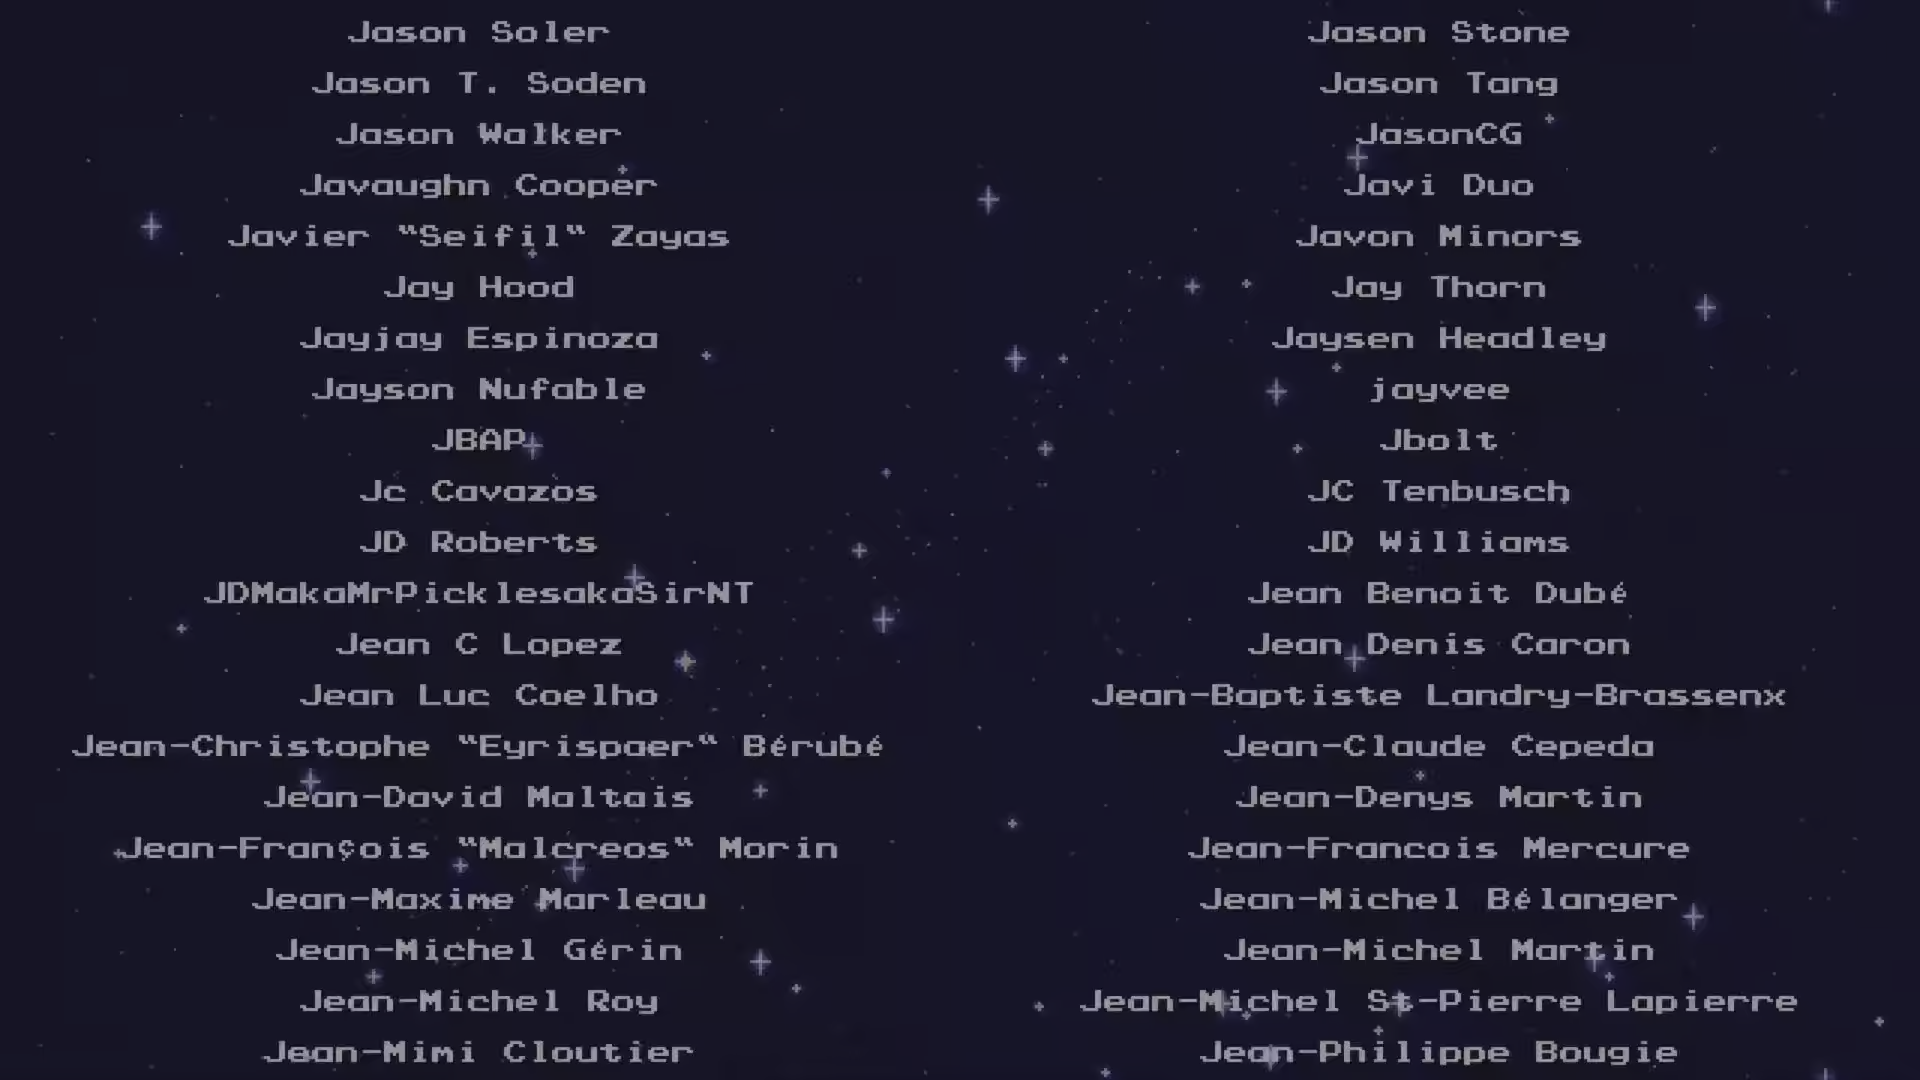 Jason Soler
Jason Stone
Jason T. Soden
Jason Tang
Jason Walker
JasonCG
Javaughn Cooper
Javi Duo
Javier "Seifil" Zayas
Javon Minors
Jay Hood
Jay Thorn
Jayjay Espinoza
Jaysen Headley
Jayson Nufable
jayvee
JBAP
Jbolt
Jc Cavazos
JC Tenbusch
JD Roberts
JD Williams
JDMakaMrPicklesakaSirNT
Jean Benoit Dubé
Jean C Lopez
Jean Denis Caron
Jean Luc Coelho
Jean-Baptiste Landry-Brassenx
Jean-Christophe "Eyrispaer" Bérubé
Jean-Claude Cepeda
Jean-David Maltais
Jean-Denys Martin
Jean-François "Malcreos" Morin
Jean-Francois Mercure
Jean-Maxime Marleau
Jean-Michel Bélanger
Jean-Michel Gérin
Jean-Michel Martin
Jean-Michel Roy
Jean-Michel St-Pierre Lapierre
Jean-Mimi Cloutier
Jean-Philippe Bougie